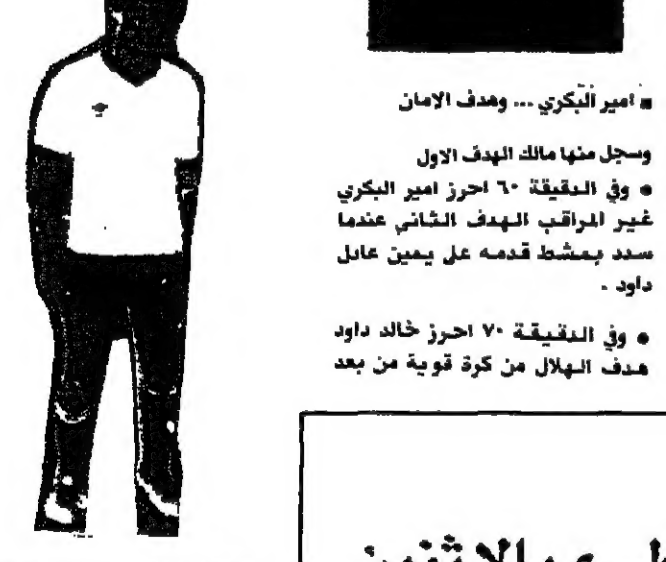 امير البكري ... وهدف الامان
وسجل منها مالك الهدف الاول
● وفي الدقيقة ٦٠ احرز امير البكري
غير المراقب الهدف الثاني عندما
سدد بمشط قدمه على يمين عادل
داود .
● وفي الدقيقة ٧٠ احرز خالد داود
هدف الهلال من كرة قوية من بعد
الاثنين